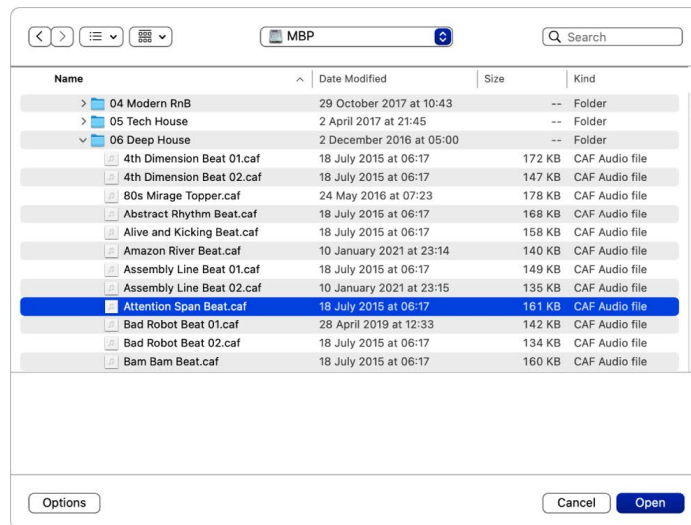 MBP
Search
Name Date Modified Size Kind
04 Modern RnB 29 October 2017 at 10:43 -- Folder
05 Tech House 2 April 2017 at 21:45 -- Folder
06 Deep House 2 December 2016 at 05:00 -- Folder
4th Dimension Beat 01.caf 18 July 2015 at 06:17 172 KB CAF Audio file
4th Dimension Beat 02.caf 18 July 2015 at 06:17 147 KB CAF Audio file
80s Mirage Topper.caf 24 May 2016 at 07:23 178 KB CAF Audio file
Abstract Rhythm Beat.caf 18 July 2015 at 06:17 168 KB CAF Audio file
Alive and Kicking Beat.caf 18 July 2015 at 06:17 158 KB CAF Audio file
Amazon River Beat.caf 10 January 2021 at 23:14 140 KB CAF Audio file
Assembly Line Beat 01.caf 18 July 2015 at 06:17 149 KB CAF Audio file
Assembly Line Beat 02.caf 10 January 2021 at 23:15 135 KB CAF Audio file
Attention Span Beat.caf 18 July 2015 at 06:17 161 KB CAF Audio file
Bad Robot Beat 01.caf 28 April 2019 at 12:33 142 KB CAF Audio file
Bad Robot Beat 02.caf 18 July 2015 at 06:17 134 KB CAF Audio file
Bam Bam Beat.caf 18 July 2015 at 06:17 160 KB CAF Audio file
Options Cancel Open